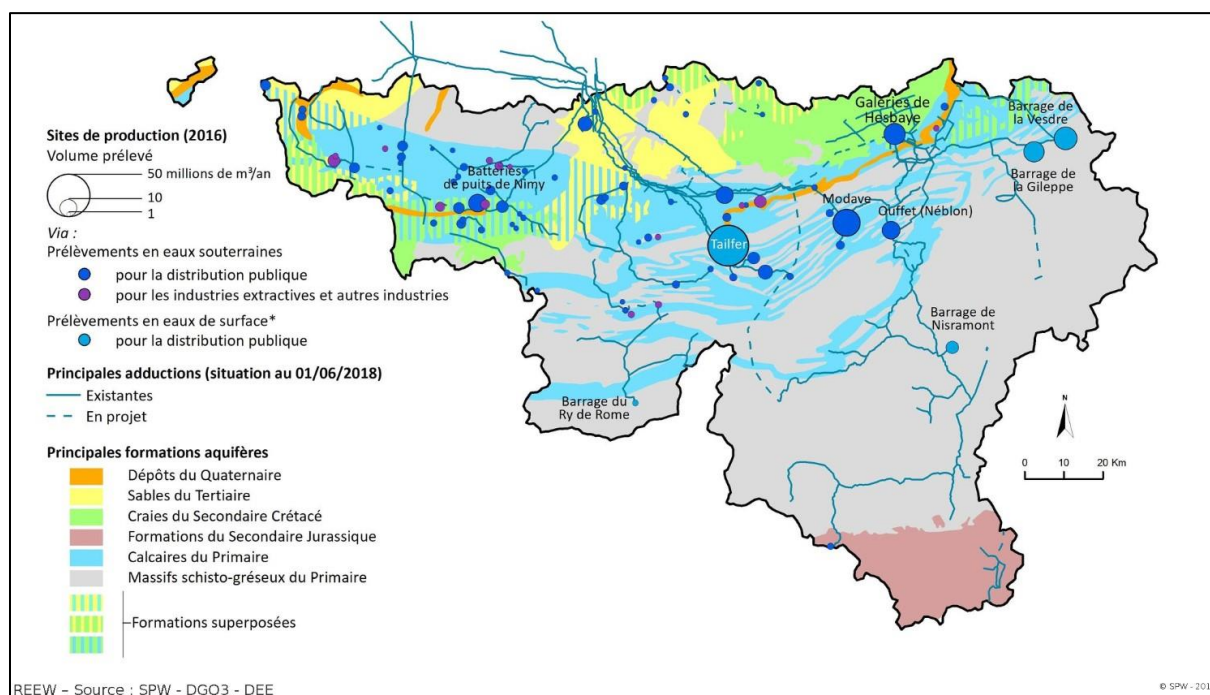 Sites de production (2016)
Volume prélevé
50 millions de m³/an
10
1
Via :
Prélèvements en eaux souterraines
pour la distribution publique
pour les industries extractives et autres industries
Prélèvements en eaux de surface*
pour la distribution publique
Principales adductions (situation au 01/06/2018)
Existantes
En projet
Principales formations aquifères
Dépôts du Quaternaire
Sables du Tertiaire
Craies du Secondaire Crétacé
Formations du Secondaire Jurassique
Calcaires du Primaire
Massifs schisto-gréseux du Primaire
Formations superposées
Batteries
de puits de Nimy
Galéries de
Hesbaye
Barrage de
la Vesdre
Barrage de
la Gileppe
Modave
Ouffet (Néblon)
Tailfer
Barrage de
Nisramont
Barrage du
Ry de Rome
N
0 10 20 Km
REEW – Source : SPW - DGO3 - DEE
© SPW - 201